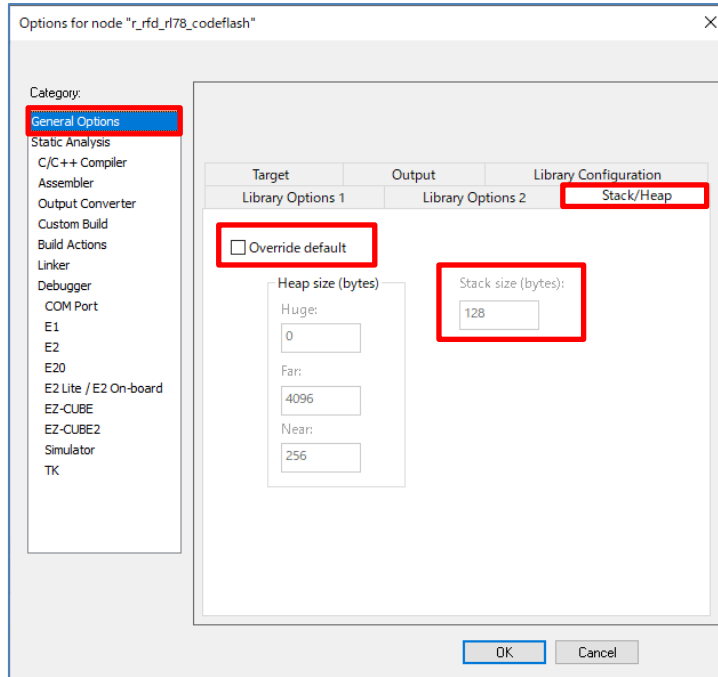 Options for node "r_rfd_rl78_codeflash"
Category:
General Options
Static Analysis
C/C++ Compiler
Assembler
Output Converter
Custom Build
Build Actions
Linker
Debugger
COM Port
E1
E2
E20
E2 Lite / E2 On-board
EZ-CUBE
EZ-CUBE2
Simulator
TK
Target Output Library Configuration
Library Options 1 Library Options 2 Stack/Heap
Override default
Heap size (bytes)
Huge:
0
Far:
4096
Near:
256
Stack size (bytes):
128
OK Cancel